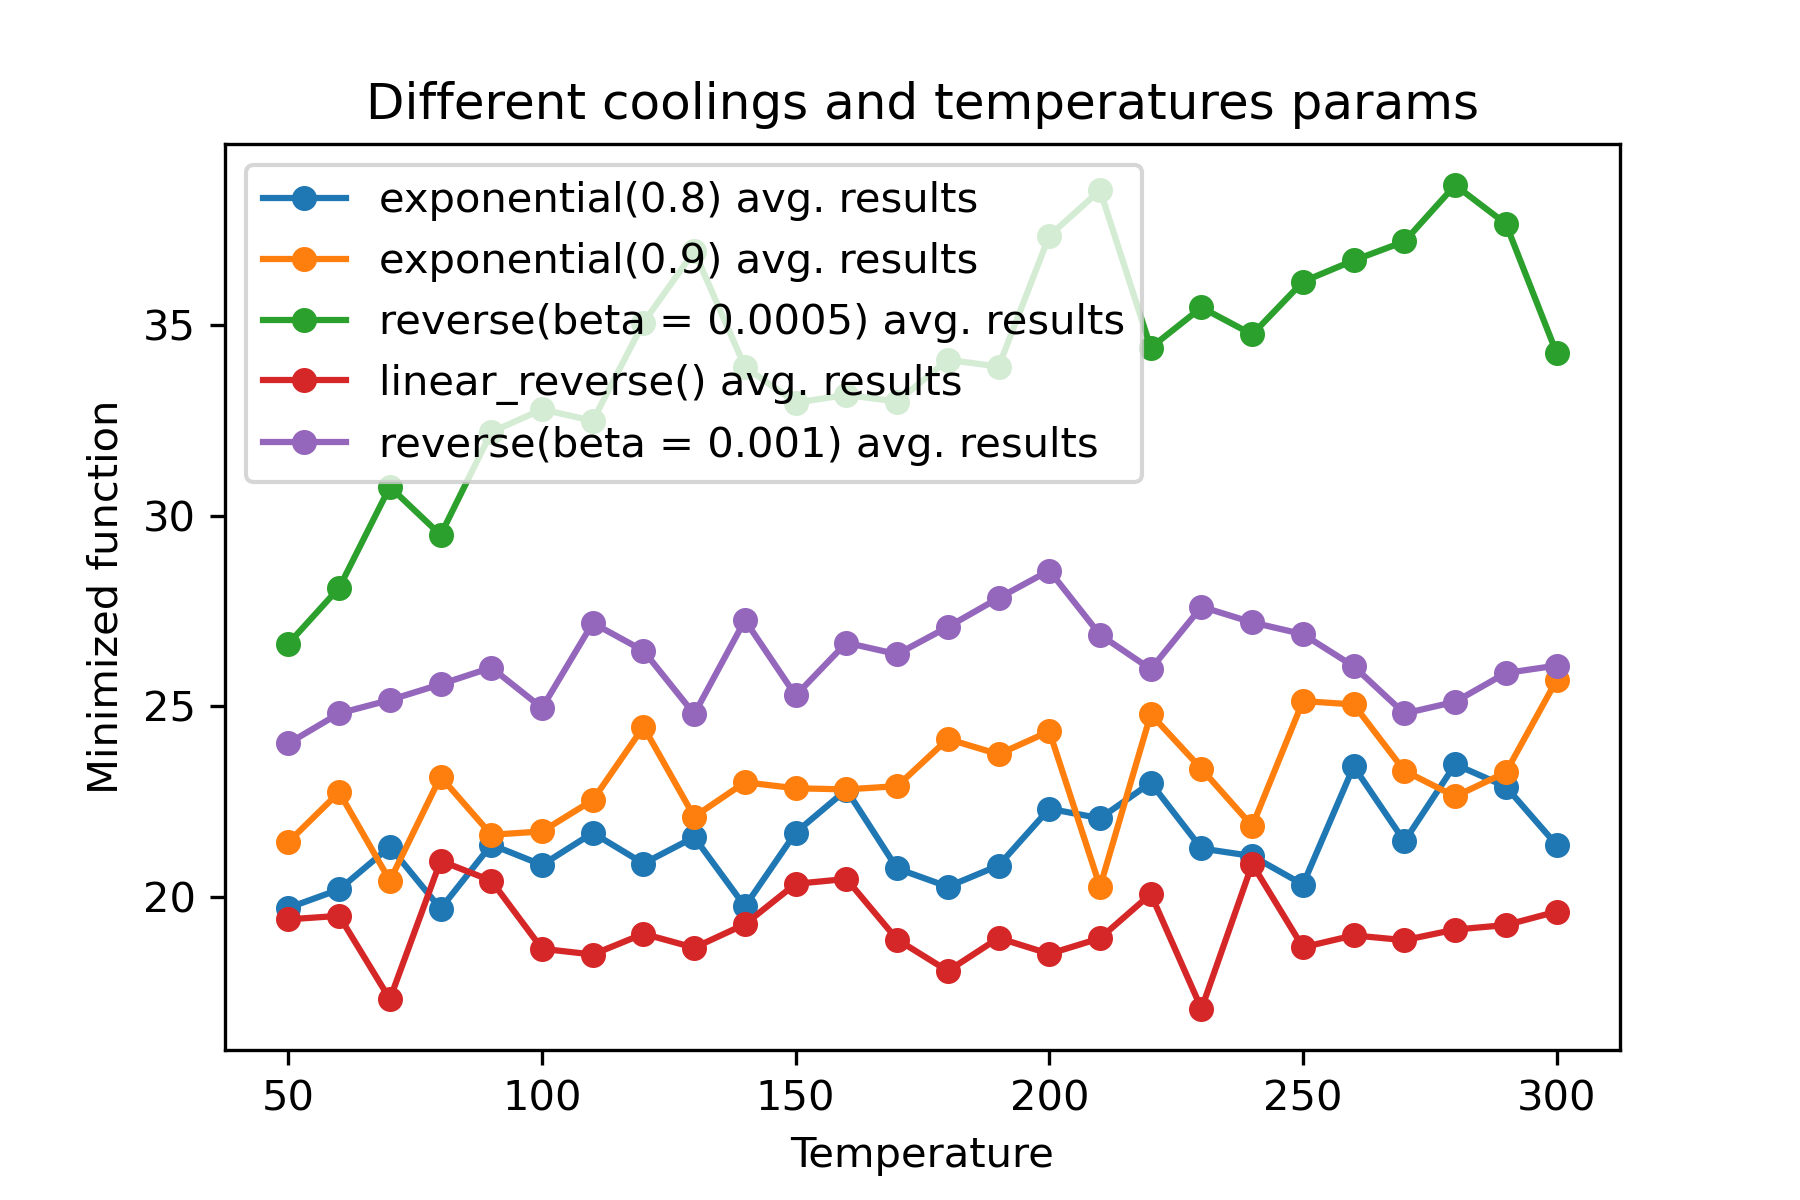 Different coolings and temperatures params
exponential(0.8) avg. results
exponential(0.9) avg. results
reverse(beta = 0.0005) avg. results
linear_reverse() avg. results
reverse(beta = 0.001) avg. results
Minimized function
35
30
25
20
50 100 150 200 250 300
Temperature